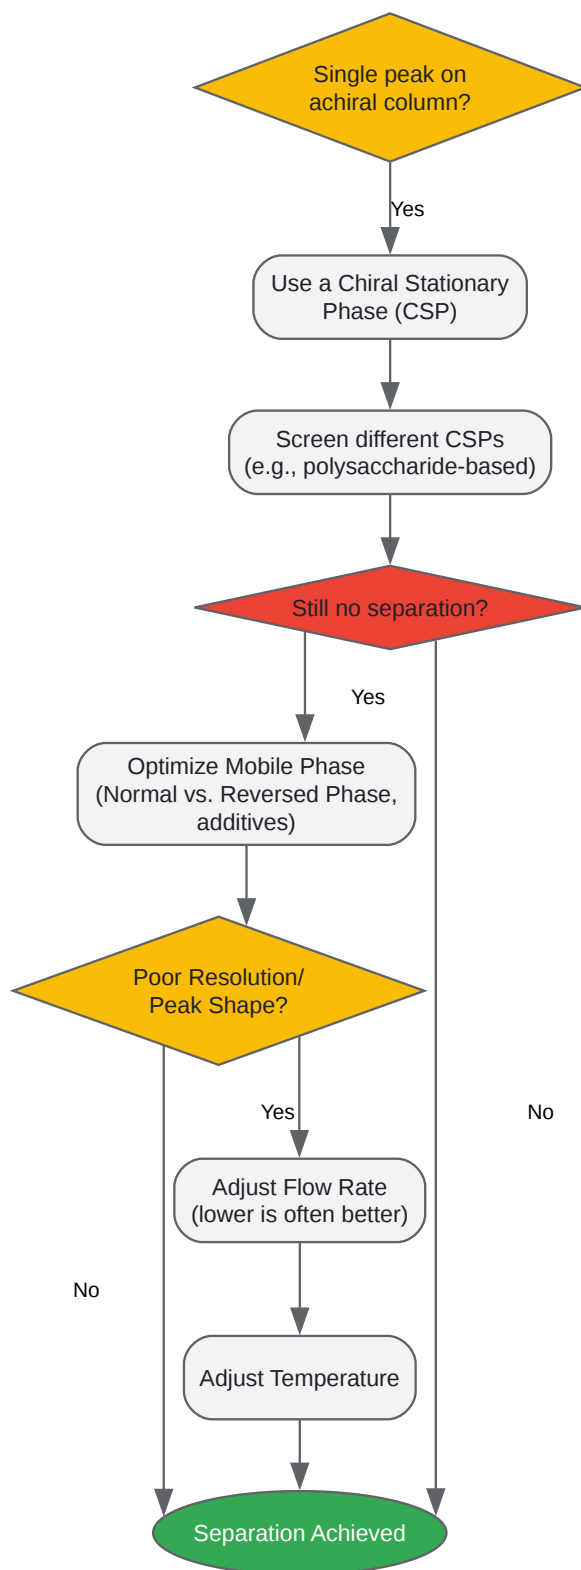 Single peak on
achiral column?
Yes
Use a Chiral Stationary
Phase (CSP)
Screen different CSPs
(e.g., polysaccharide-based)
Still no separation?
Yes
Optimize Mobile Phase
(Normal vs. Reversed Phase,
additives)
Poor Resolution/
Peak Shape?
Yes
No
Adjust Flow Rate
(lower is often better)
No
Adjust Temperature
Separation Achieved